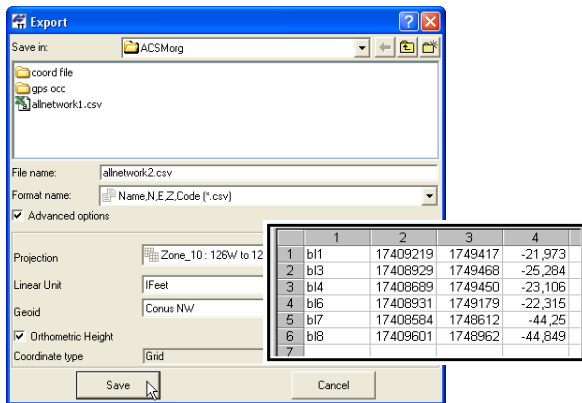 Export
Save in: ACSMorg
coord file
gps occ
allnetwork1.csv
File name: allnetwork2.csv
Format name: Name,N,E,Z,Code (*.csv)
Advanced options
Projection Zone_10 : 126W to 12
Linear Unit IFeet
Geoid Conus NW
Orthometric Height
Coordinate type Grid
Save Cancel
1 2 3 4
1 bl1 17409219 1749417 -21,973
2 bl3 17408929 1749468 -25,284
3 bl4 17408689 1749450 -23,106
4 bl6 17408931 1749179 -22,315
5 bl7 17408584 1748612 -44,25
6 bl8 17409601 1748962 -44,849
7